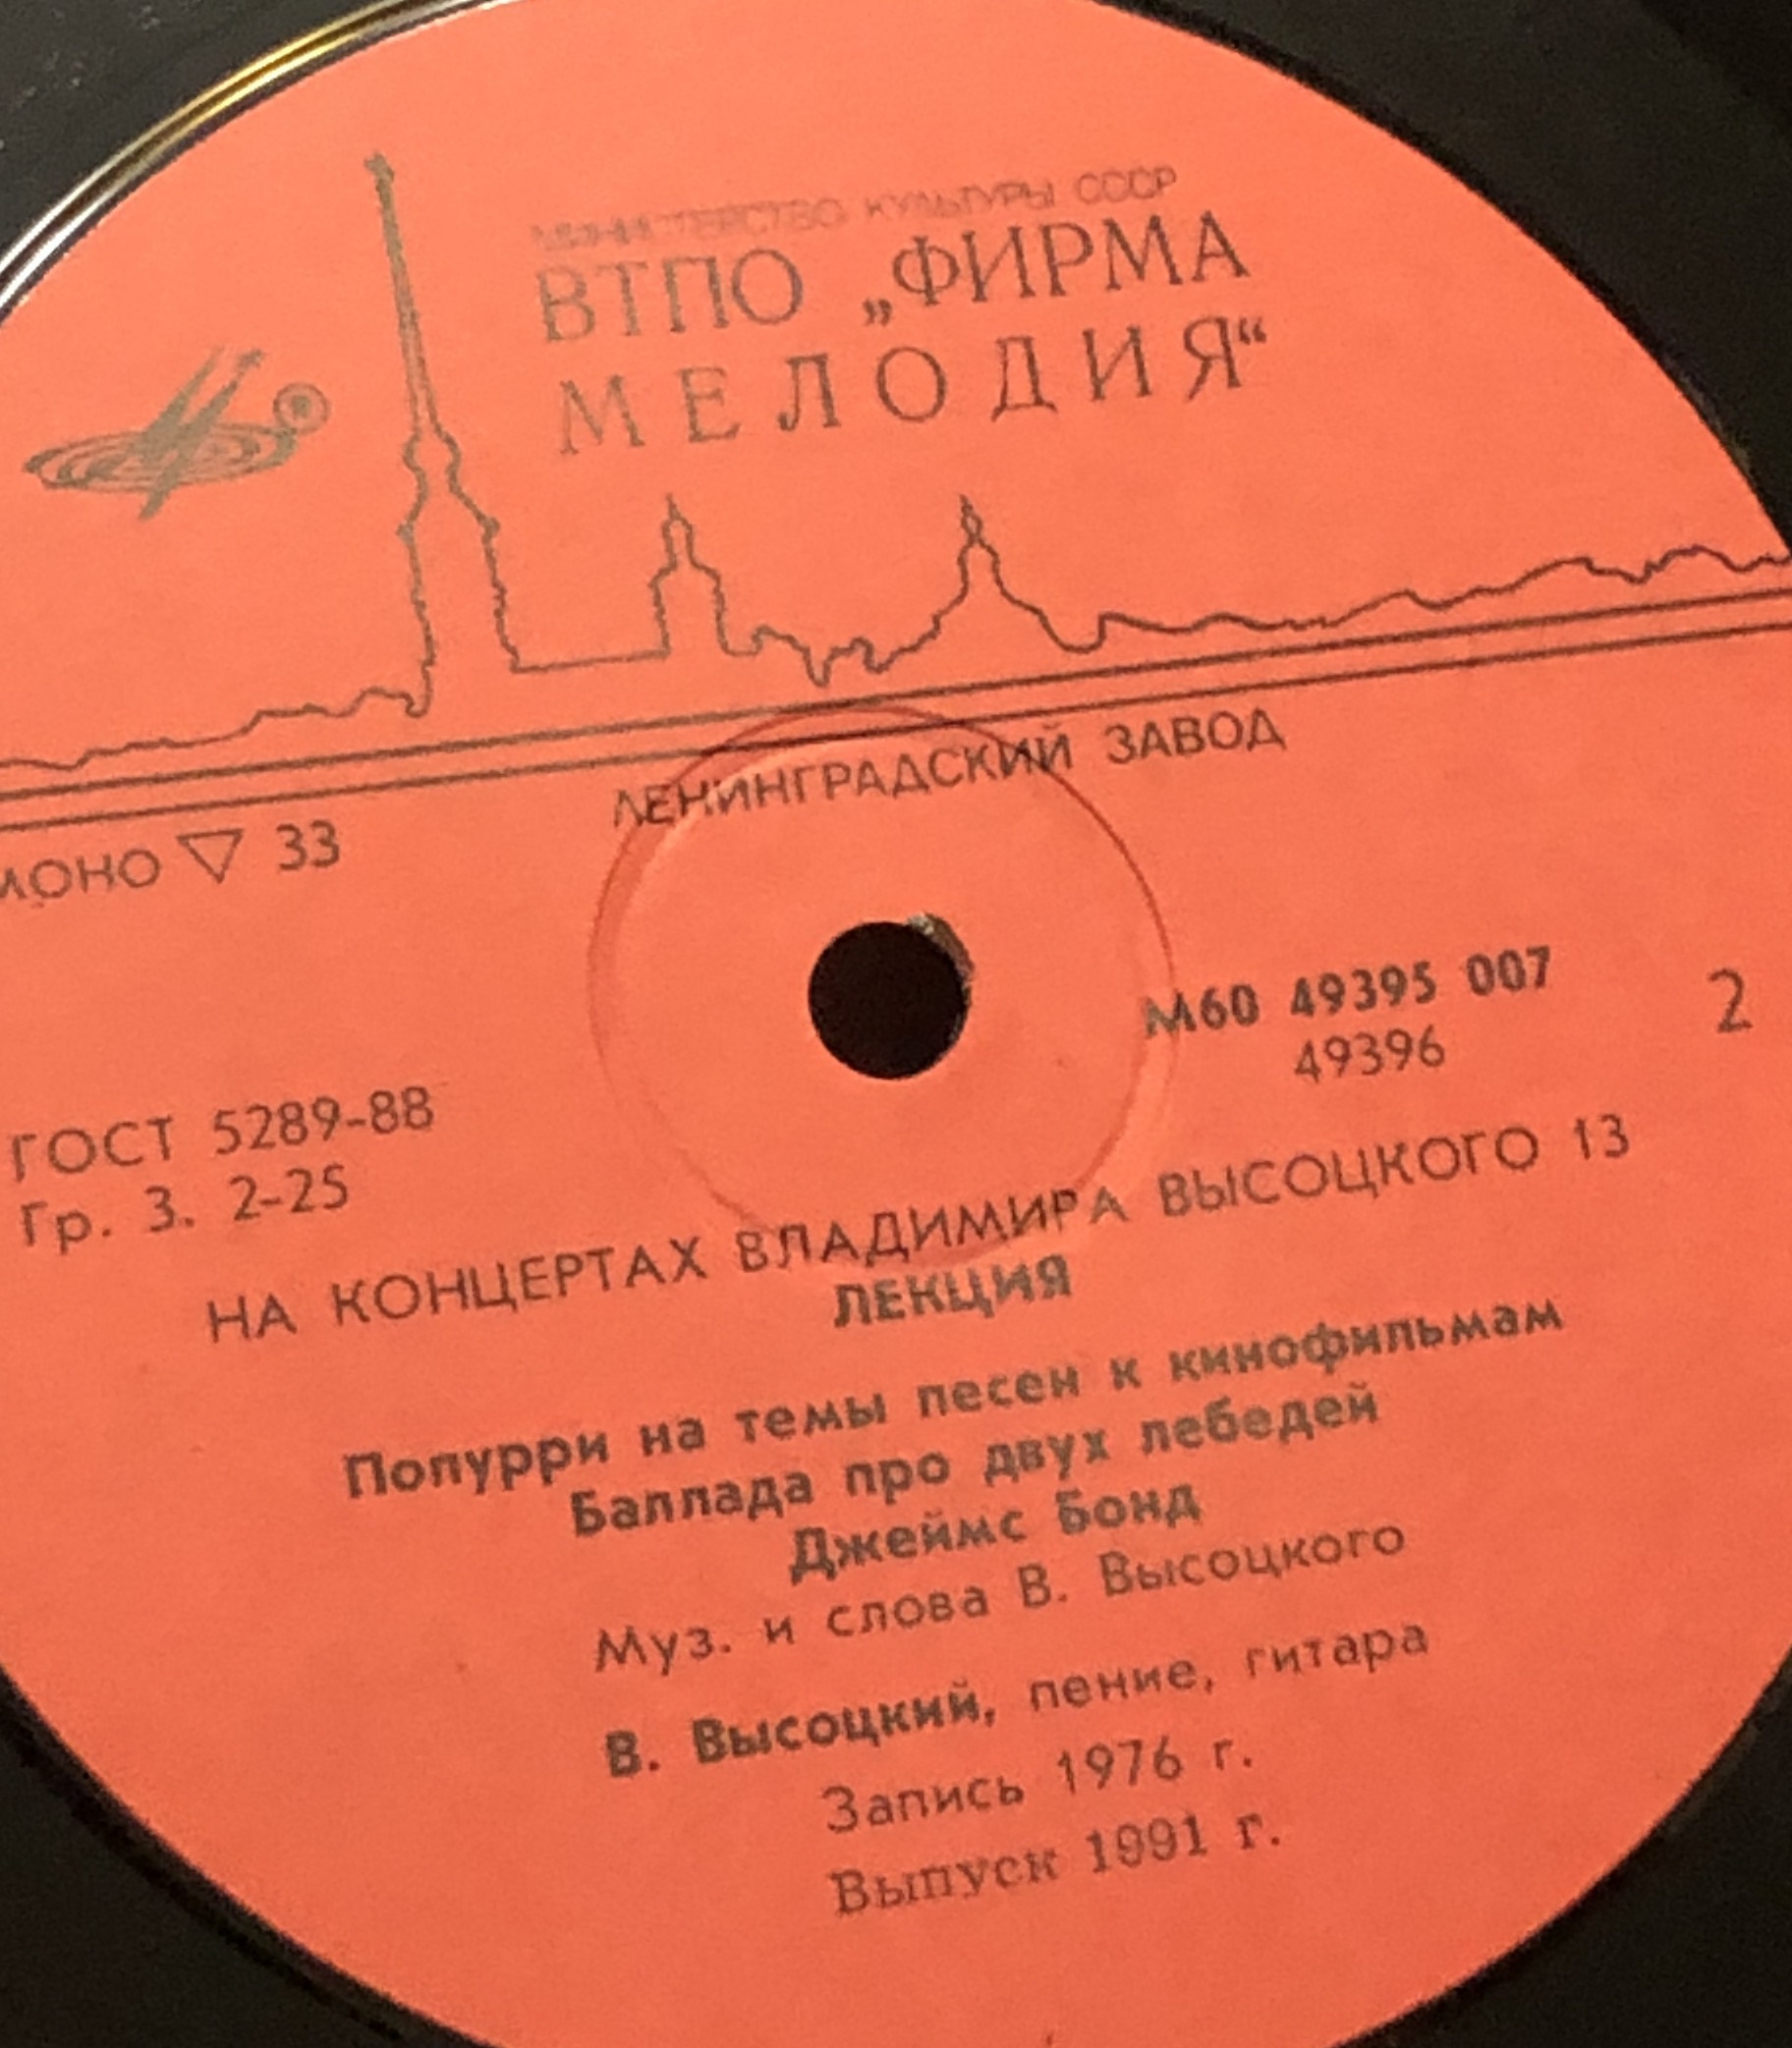 МИНИСТЕРСТВО КУЛЬТУРЫ СССР
ВТПО „ФИРМА
МЕЛОДИЯ“
ЛЕНИНГРАДСКИЙ ЗАВОД
МОНО ▽ 33
М60 49395 007
49396
2
ГОСТ 5289-88
Гр. 3. 2-25
НА КОНЦЕРТАХ ВЛАДИМИРА ВЫСОЦКОГО 13
ЛЕКЦИЯ
Попурри на темы песен к кинофильмам
Баллада про двух лебедей
Джеймс Бонд
Муз. и слова В. Высоцкого
В. Высоцкий, пение, гитара
Запись 1976 г.
Выпуск 1991 г.